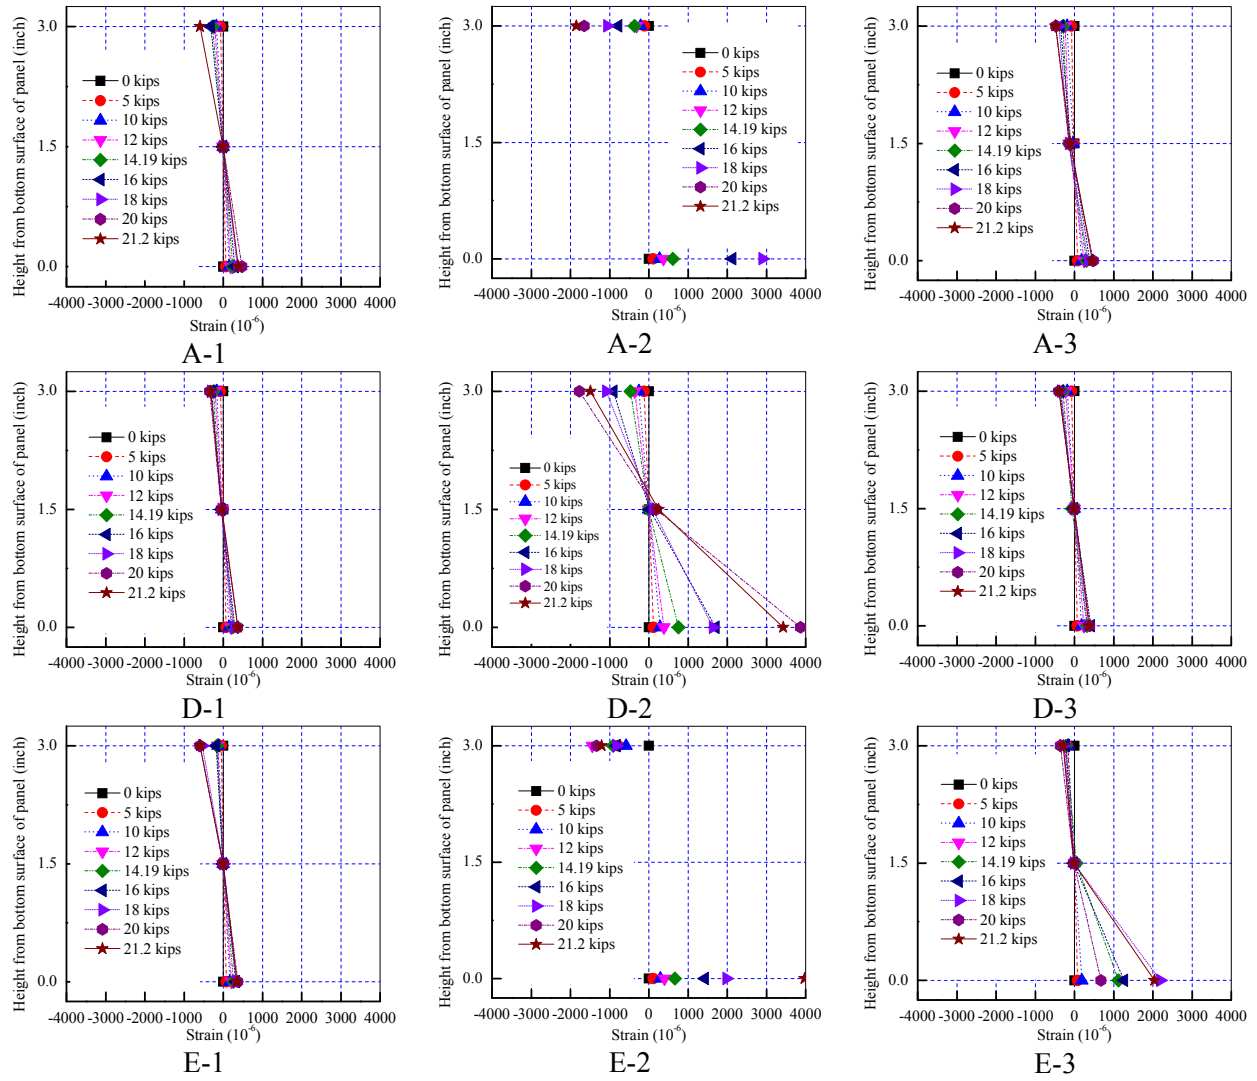 Height from bottom surface of panel (inch)
3.0
1.5
0.0
0 kips
5 kips
10 kips
12 kips
14.19 kips
16 kips
18 kips
20 kips
21.2 kips
-4000 -3000 -2000 -1000 0 1000 2000 3000 4000
Strain (10-6
A-1
Height from bottom surface of panel (inch)
3.0
1.5
0.0
0 kips
5 kips
10 kips
12 kips
14.19 kips
16 kips
18 kips
20 kips
21.2 kips
-4000 -3000 -2000 -1000 0 1000 2000 3000 4000
Strain (10-6)
A-2
Height from bottom surface of panel (inch)
3.0
1.5
0.0
0 kips
5 kips
10 kips
12 kips
14.19 kips
16 kips
18 kips
20 kips
21.2 kips
-4000 -3000 -2000 -1000 0 1000 2000 3000 4000
Strain (10-6)
A-3
Height from bottom surface of panel (inch)
3.0
1.5
0.0
0 kips
5 kips
10 kips
12 kips
14.19 kips
16 kips
18 kips
20 kips
21.2 kips
-4000 -3000 -2000 -1000 0 1000 2000 3000 4000
Strain (10-6)
D-1
Height from bottom surface of panel (inch)
3.0
1.5
0.0
0 kips
5 kips
10 kips
12 kips
14.19 kips
16 kips
18 kips
20 kips
21.2 kips
-4000 -3000 -2000 -1000 0 1000 2000 3000 4000
Strain (10-6)
D-2
Height from bottom surface of panel (inch)
3.0
1.5
0.0
0 kips
5 kips
10 kips
12 kips
14.19 kips
16 kips
18 kips
20 kips
21.2 kips
-4000 -3000 -2000 -1000 0 1000 2000 3000 4000
Strain (10-6)
D-3
Height from bottom surface of panel (inch)
3.0
1.5
0.0
0 kips
5 kips
10 kips
12 kips
14.19 kips
16 kips
18 kips
20 kips
21.2 kips
-4000 -3000 -2000 -1000 0 1000 2000 3000 4000
Strain (10-6)
E-1
Height from bottom surface of panel (inch)
3.0
1.5
0.0
0 kips
5 kips
10 kips
12 kips
14.19 kips
16 kips
18 kips
20 kips
21.2 kips
-4000 -3000 -2000 -1000 0 1000 2000 3000 4000
Strain (10-6)
E-2
Height from bottom surface of panel (inch)
3.0
1.5
0.0
0 kips
5 kips
10 kips
12 kips
14.19 kips
16 kips
18 kips
20 kips
21.2 kips
-4000 -3000 -2000 -1000 0 1000 2000 3000 4000
Strain (10-6)
E-3